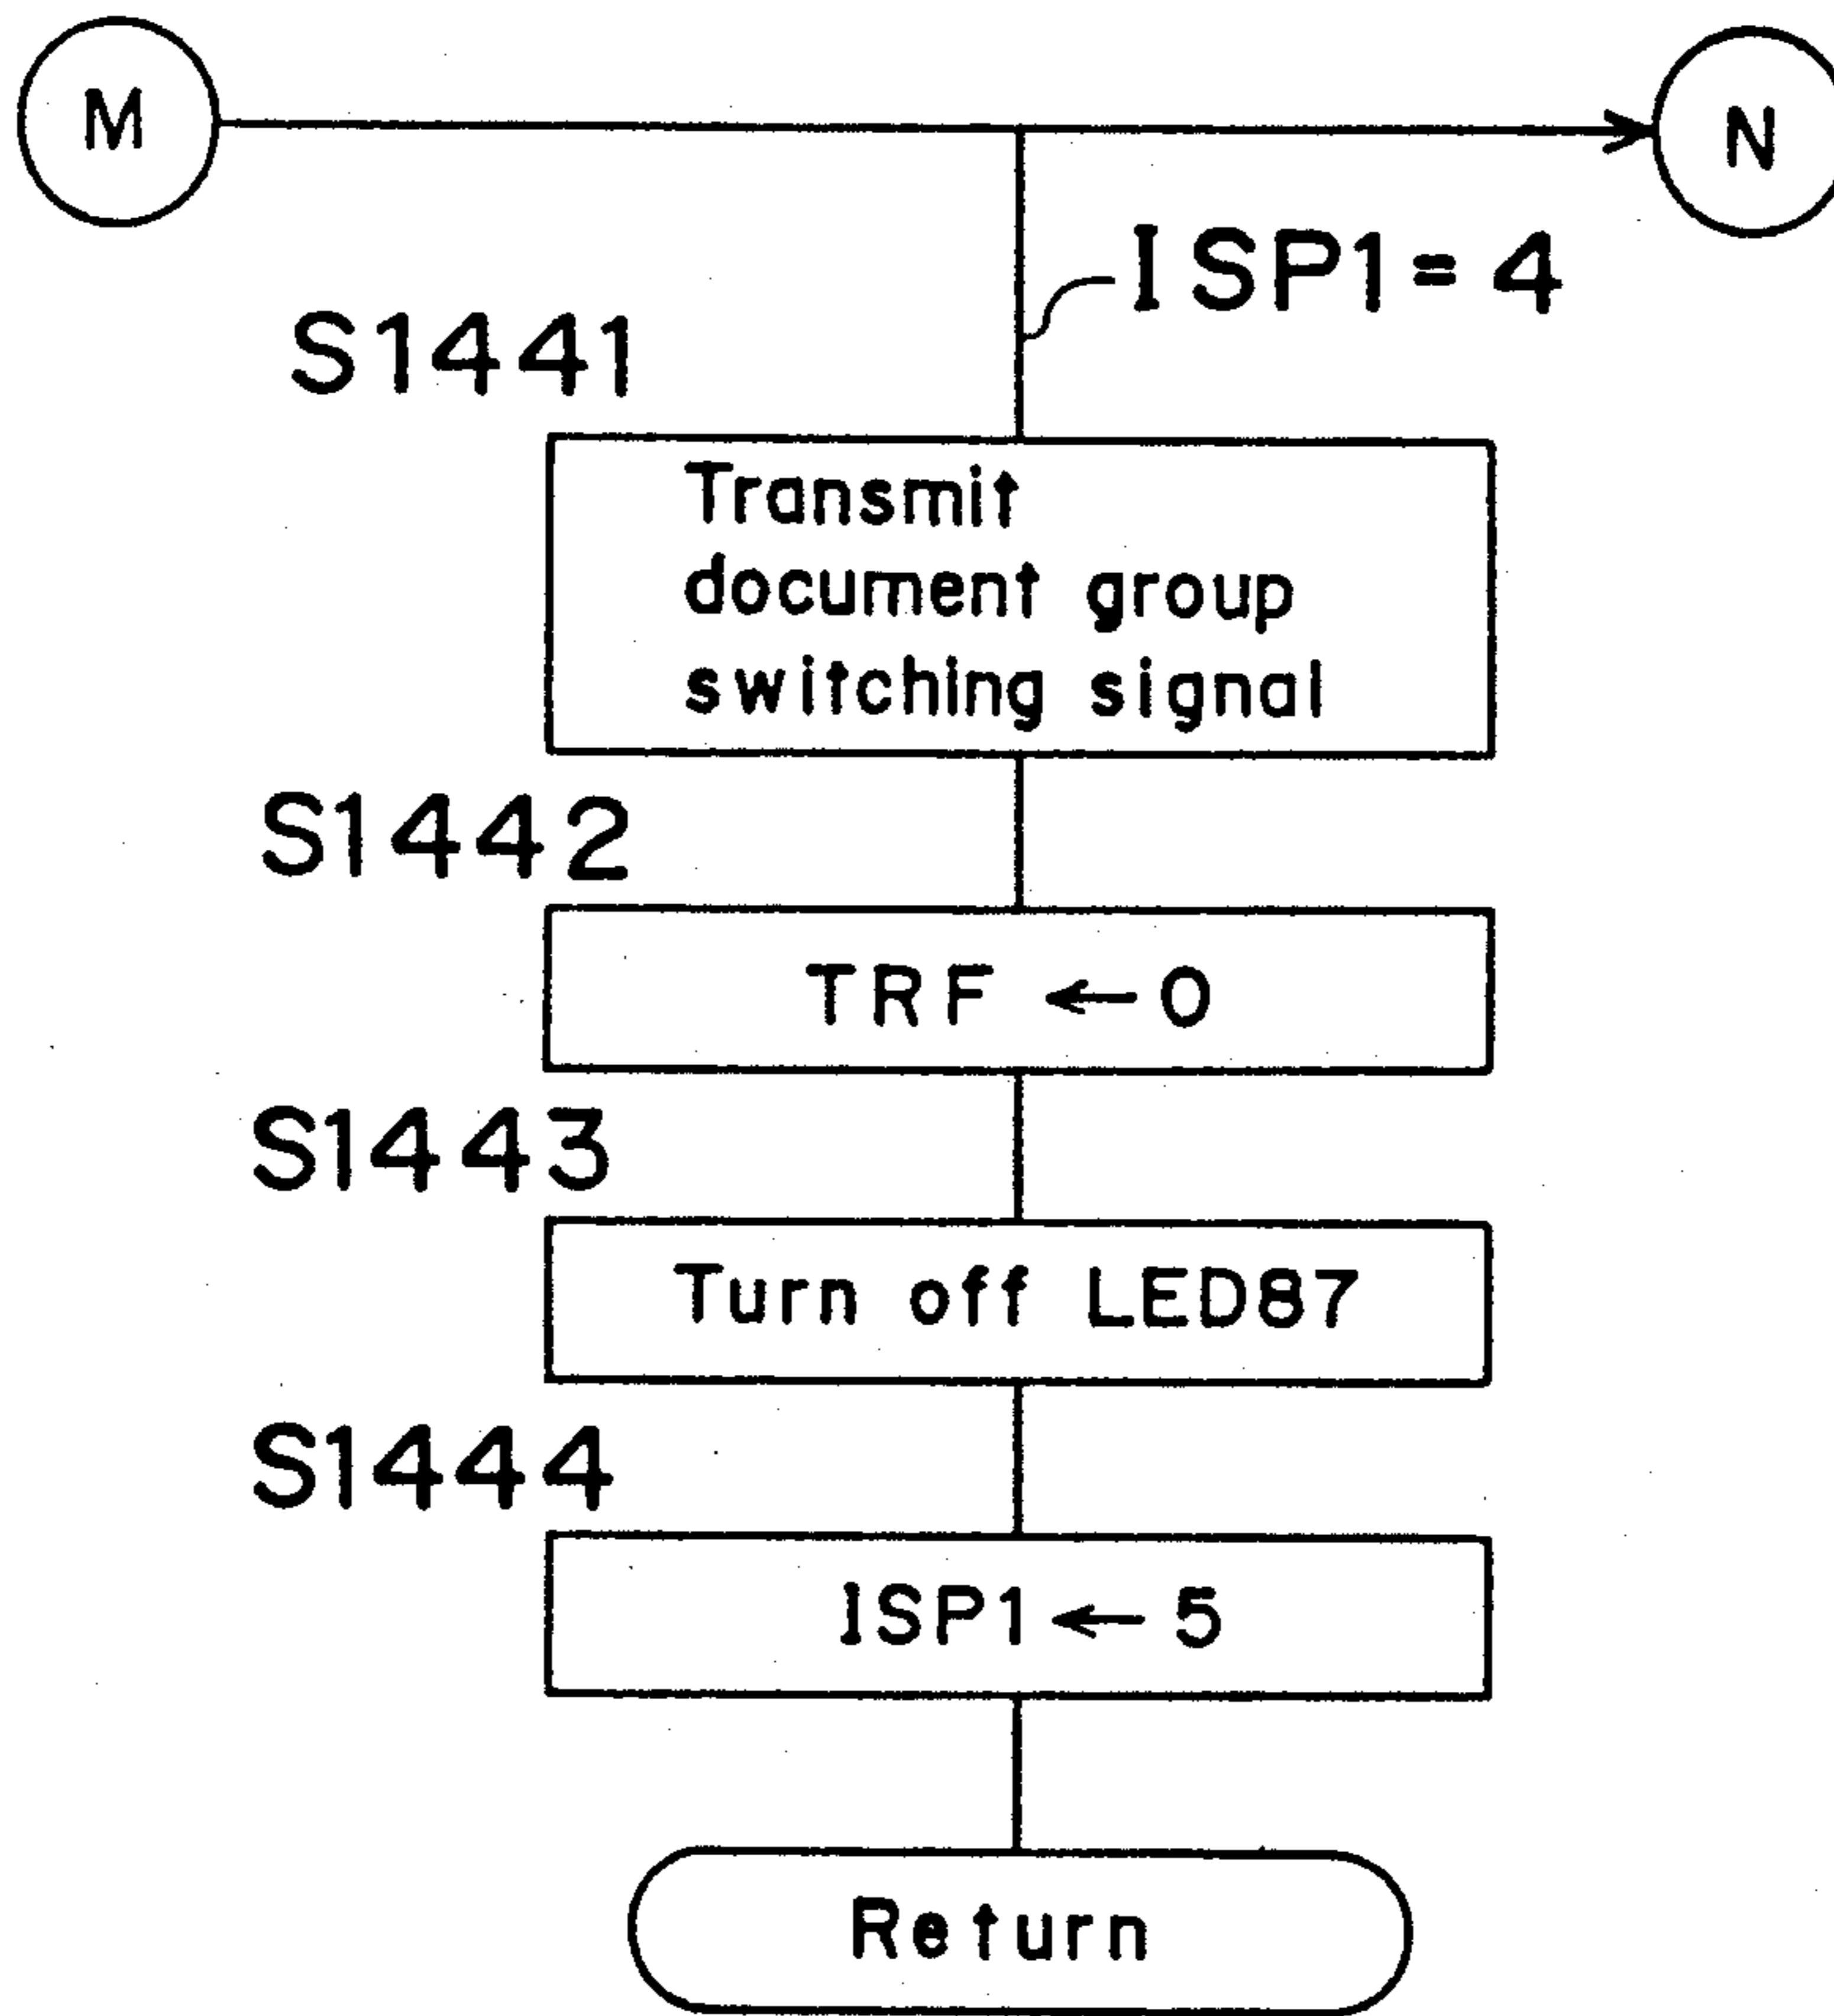 M
N
ISP1=4
S1441
Transmit
document group
switching signal
S1442
TRF ← 0
S1443
Turn off LED87
S1444
ISP1 ← 5
Return